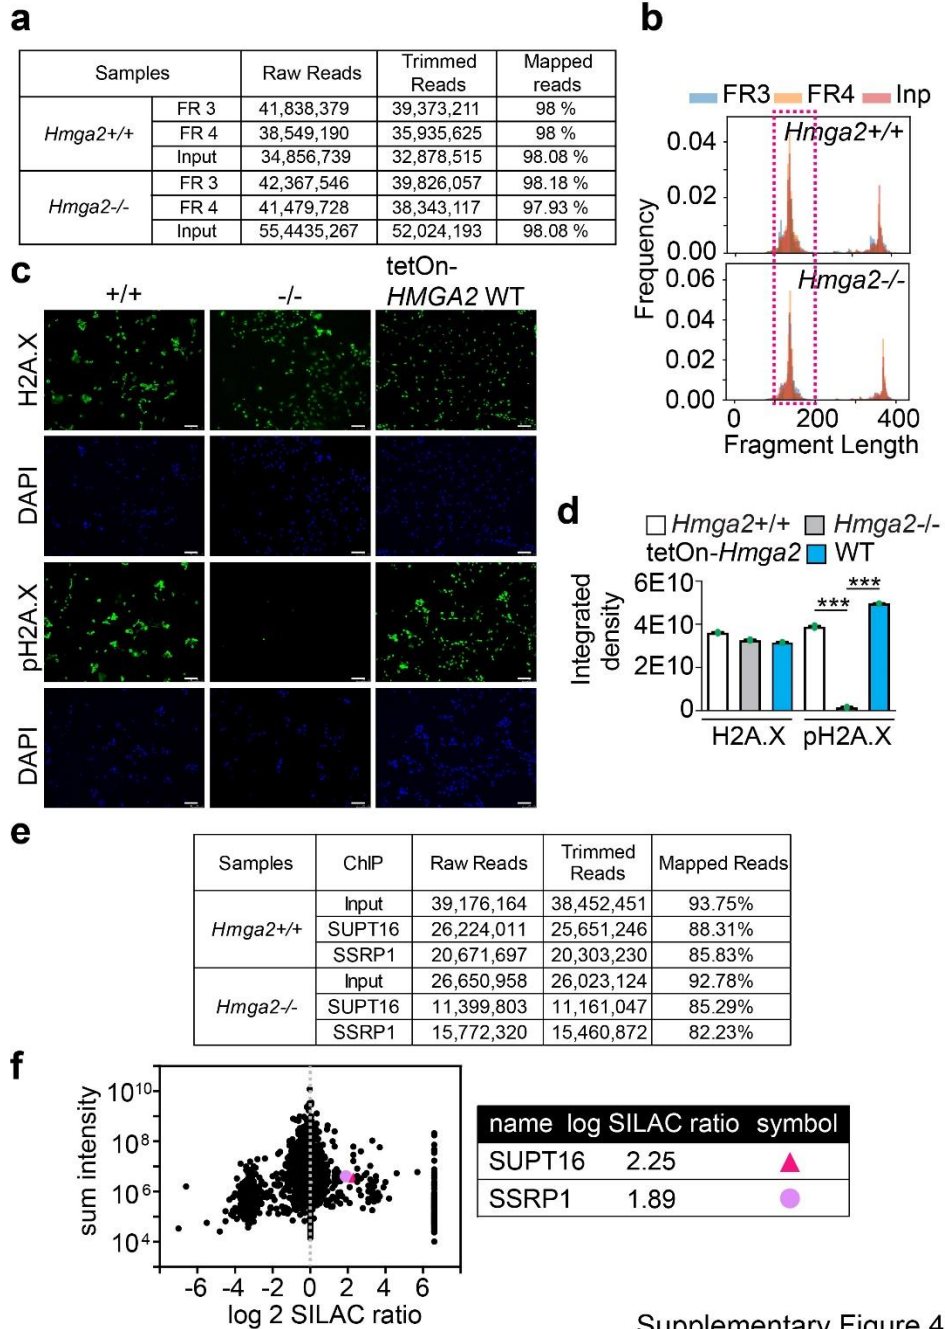 a
Samples Raw Reads Trimmed Reads Mapped reads
Hmga2+/+ FR 3 41,838,379 39,373,211 98 %
FR 4 38,549,190 35,935,625 98 %
Input 34,856,739 32,878,515 98.08 %
Hmga2-/- FR 3 42,367,546 39,826,057 98.18 %
FR 4 41,479,728 38,343,117 97.93 %
Input 55,4435,267 52,024,193 98.08 %
b
FR3 FR4 Inp
Hmga2+/+
0.04
0.02
0.00
Hmga2-/-
0.06
0.04
0.02
0.00
Frequency
0 200 400
Fragment Length
c
+/+ -/- tetOn-
HMGA2 WT
H2A.X
DAPI
pH2A.X
DAPI
d
Hmga2+/+ Hmga2-/-
tetOn-Hmga2 WT
Integrated
density
6E10
4E10
2E10
0
*** ***
H2A.X pH2A.X
e
Samples ChIP Raw Reads Trimmed Reads Mapped Reads
Hmga2+/+ Input 39,176,164 38,452,451 93.75%
SUPT16 26,224,011 25,651,246 88.31%
SSRP1 20,671,697 20,303,230 85.83%
Hmga2-/- Input 26,650,958 26,023,124 92.78%
SUPT16 11,399,803 11,161,047 85.29%
SSRP1 15,772,320 15,460,872 82.23%
f
sum intensity
10^10
10^8
10^6
10^4
-6 -4 -2 0 2 4 6
log 2 SILAC ratio
name log SILAC ratio symbol
SUPT16 2.25
SSRP1 1.89
Supplementary Figure 4